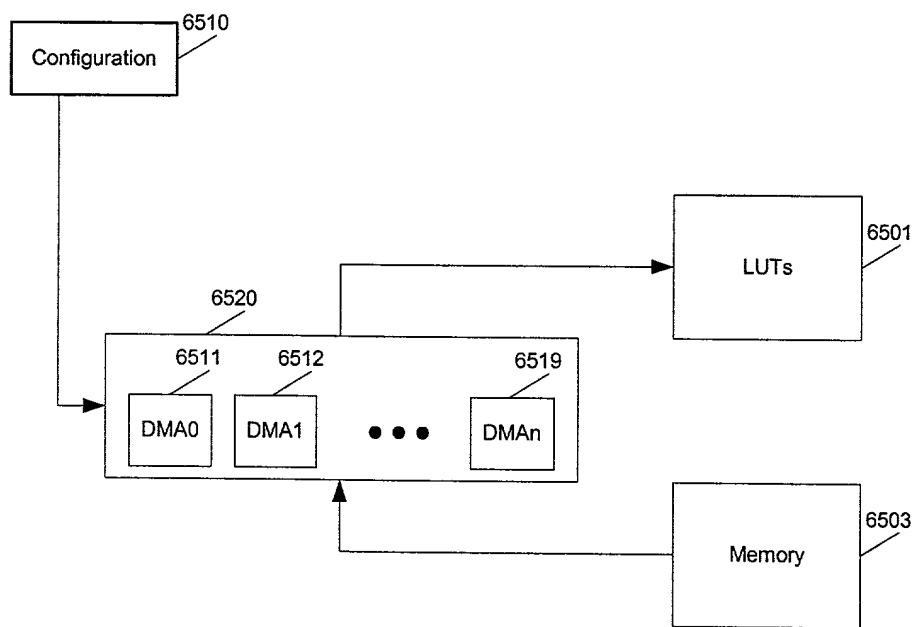 6510
Configuration
6501
LUTs
6520
6511
6512
6519
DMA0
DMA1
DMAn
6503
Memory